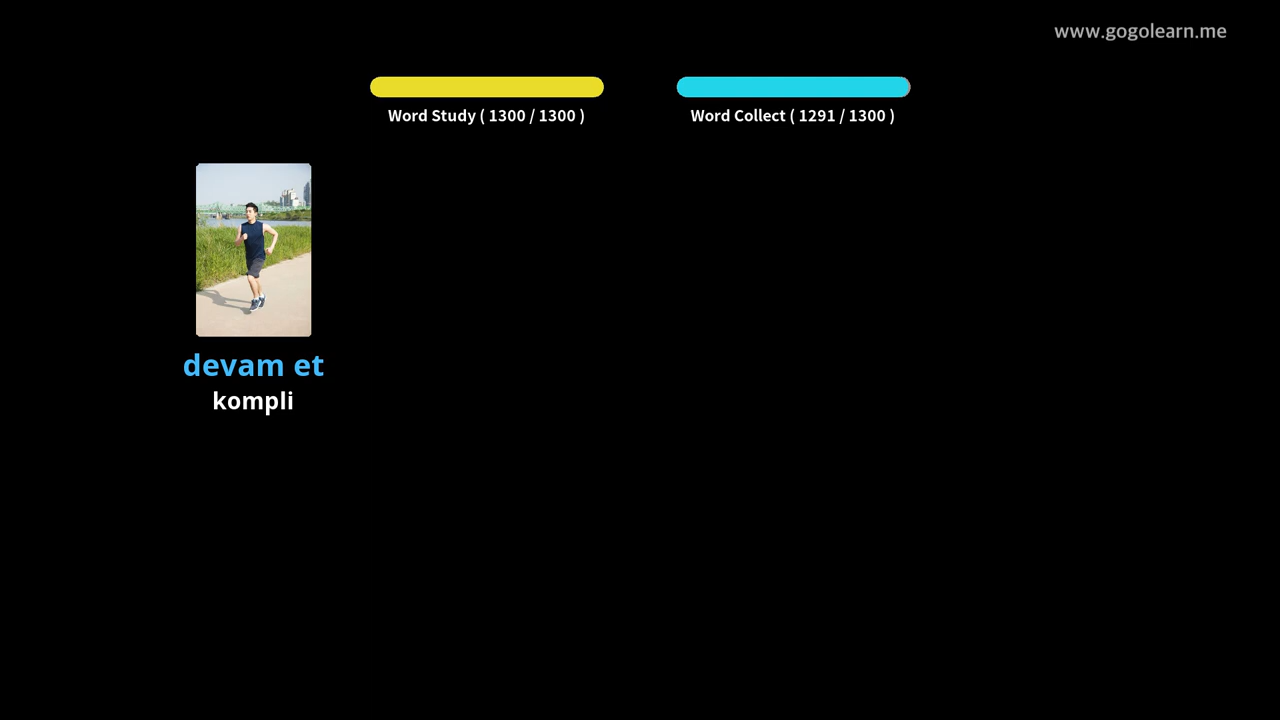 www.gogolearn.me
Word Study ( 1300 / 1300 )
Word Collect ( 1291 / 1300 )
devam et
kompli